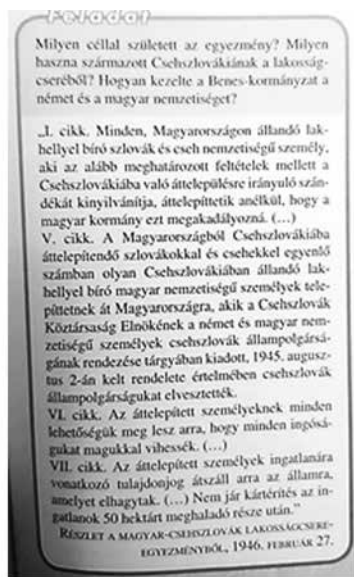 Feladat
Milyen céllal született az egyezmény? Milyen
haszna származott Csehszlovákiának a lakosság-
cseréből? Hogyan kezelte a Benes-kormányzat a
német és a magyar nemzetiséget?
„I. cikk. Minden, Magyarországon állandó lak-
hellyel bíró szlovák és cseh nemzetiségű személy,
aki az alább meghatározott feltételek mellett a
Csehszlovákiába való áttelepülésre irányuló szán-
dékát kinyilvánítja, áttelepíttetik anélkül, hogy a
magyar kormány ezt megakadályozná. (...)
V. cikk. A Magyarországból Csehszlovákiába
áttelepítendő szlovákokkal és csehekkel egyenlő
számban olyan Csehszlovákiában állandó lak-
hellyel bíró magyar nemzetiségű személyek tele-
píttetnek át Magyarországra, akik a Csehszlovák
Köztársaság Elnökének a német és magyar nem-
zetiségű személyek csehszlovák állampolgársá-
gának rendezése tárgyában kiadott, 1945. augusz-
tus 2-án kelt rendelete értelmében csehszlovák
állampolgárságukat elvesztették.
VI. cikk. Az áttelepített személyeknek minden
lehetőségük meg lesz arra, hogy minden ingósá-
gukat magukkal vihessék. (...)
VII. cikk. Az áttelepített személyek ingatlanára
vonatkozó tulajdonjog átszáll arra az államra,
amelyet elhagytak. (...) Nem jár kártérítés az in-
gatlanok 50 hektárt meghaladó része után."
Részlet a magyar-csehszlovák lakosságcsere-
egyezményből, 1946. február 27.